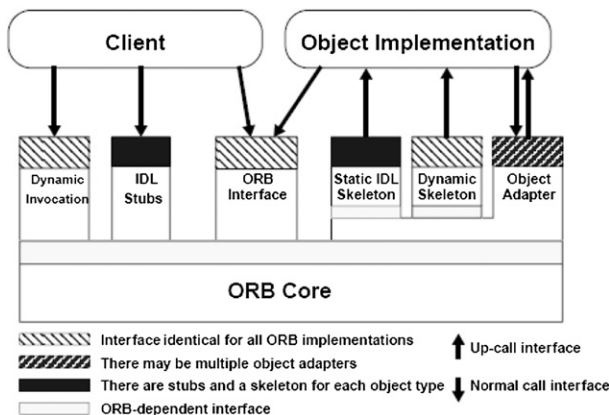 Client
Object Implementation
Dynamic
Invocation
IDL
Stubs
ORB
Interface
Static IDL
Skeleton
Dynamic
Skeleton
Object
Adapter
ORB Core
Interface identical for all ORB implementations
There may be multiple object adapters
There are stubs and a skeleton for each object type
ORB-dependent interface
Up-call interface
Normal call interface